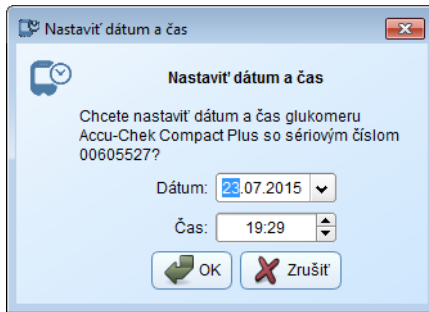 Nastaviť dátum a čas
Nastaviť dátum a čas
Chcete nastaviť dátum a čas glukomeru
Accu-Chek Compact Plus so sériovým číslom
00605527?
Dátum: 23.07.2015
Čas: 19:29
OK Zrušiť